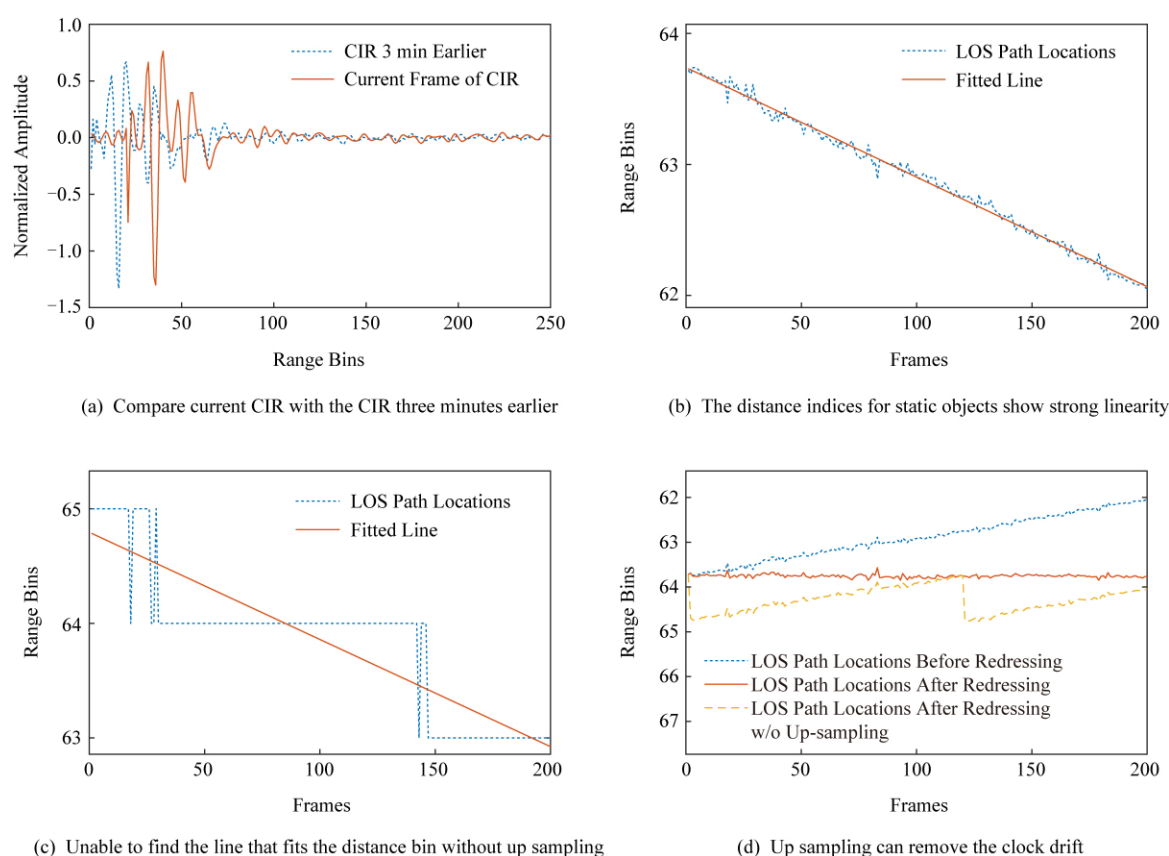 1.0
0.5
0.0
−0.5
−1.0
−1.5
Normalized Amplitude
CIR 3 min Earlier
Current Frame of CIR
0 50 100 150 200 250
Range Bins
(a) Compare current CIR with the CIR three minutes earlier
64
63
62
Range Bins
LOS Path Locations
Fitted Line
0 50 100 150 200
Frames
(b) The distance indices for static objects show strong linearity
65
64
63
Range Bins
LOS Path Locations
Fitted Line
0 50 100 150 200
Frames
(c) Unable to find the line that fits the distance bin without up sampling
62
63
64
65
66
67
Range Bins
LOS Path Locations Before Redressing
LOS Path Locations After Redressing
LOS Path Locations After Redressing
w/o Up-sampling
0 50 100 150 200
Frames
(d) Up sampling can remove the clock drift